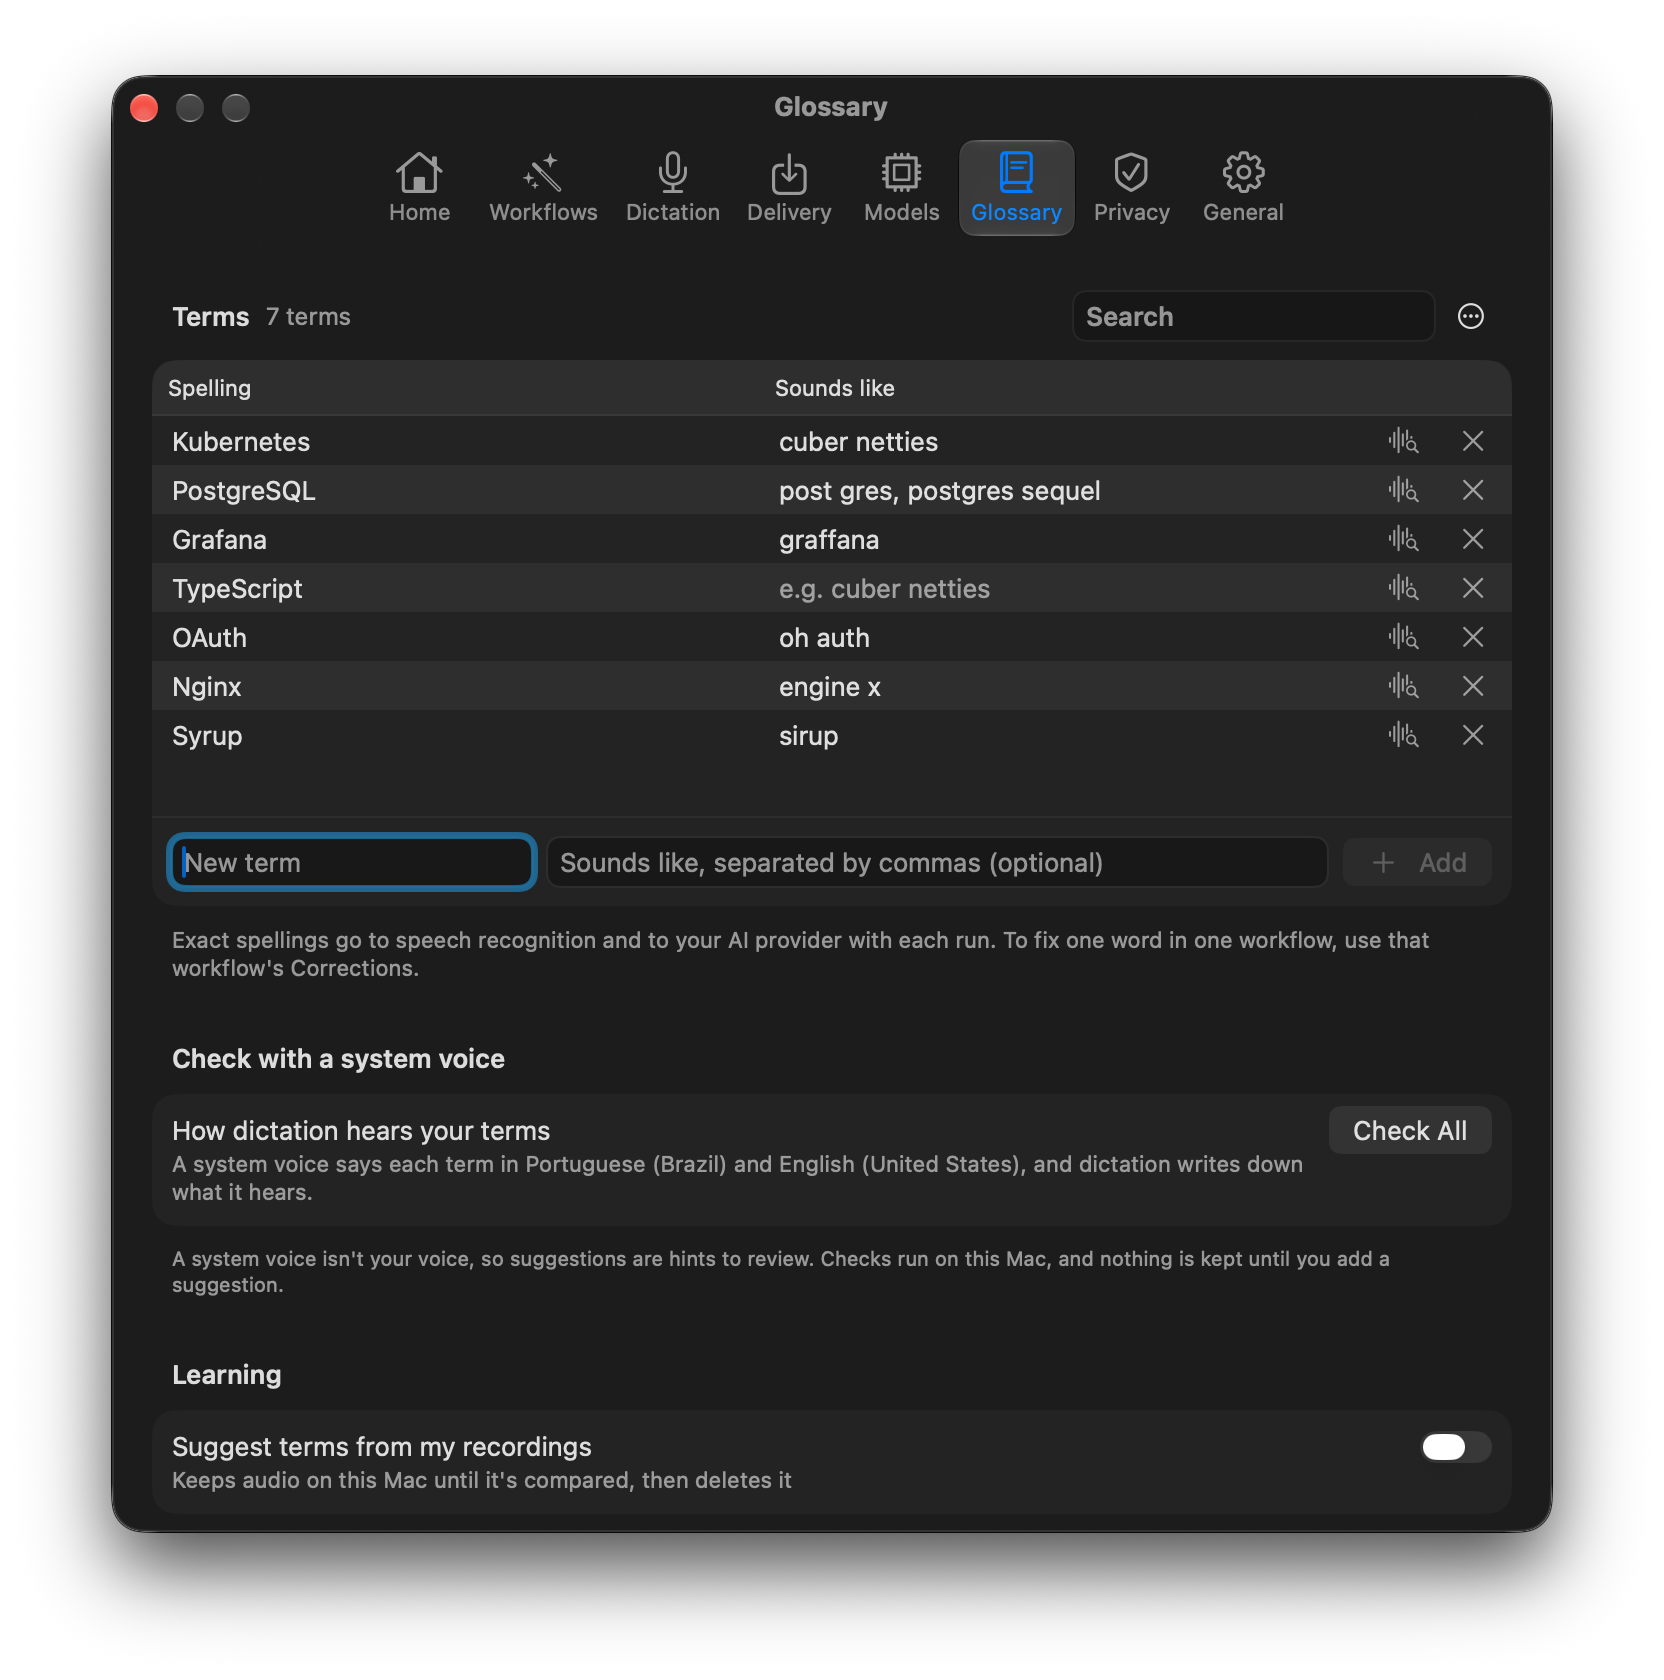 Glossary
Home Workflows Dictation Delivery Models Glossary Privacy General
Terms 7 terms Search
Spelling Sounds like
Kubernetes cuber netties
PostgreSQL post gres, postgres sequel
Grafana graffana
TypeScript e.g. cuber netties
OAuth oh auth
Nginx engine x
Syrup sirup
New term Sounds like, separated by commas (optional) + Add
Exact spellings go to speech recognition and to your AI provider with each run. To fix one word in one workflow, use that
workflow's Corrections.
Check with a system voice
How dictation hears your terms Check All
A system voice says each term in Portuguese (Brazil) and English (United States), and dictation writes down
what it hears.
A system voice isn't your voice, so suggestions are hints to review. Checks run on this Mac, and nothing is kept until you add a
suggestion.
Learning
Suggest terms from my recordings
Keeps audio on this Mac until it's compared, then deletes it